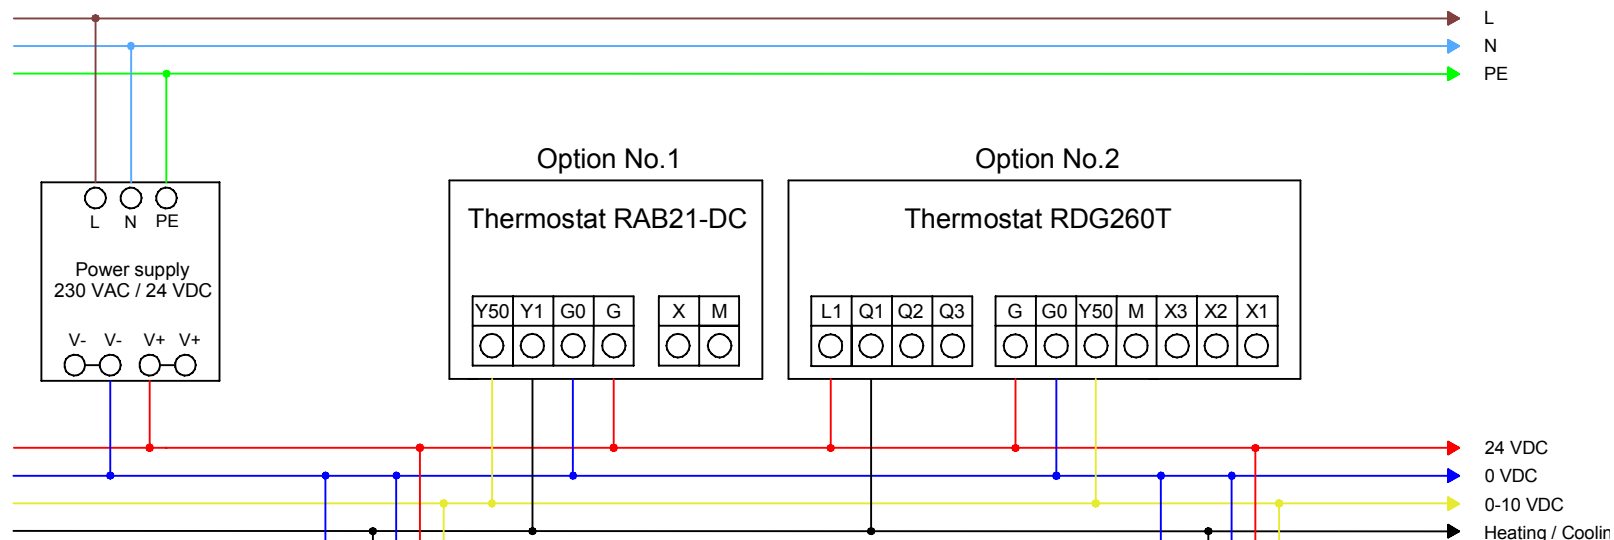 L
N
PE
Option No.1
Option No.2
L N PE
Power supply
230 VAC / 24 VDC
V- V- V+ V+
Thermostat RAB21-DC
Y50 Y1 G0 G X M
Thermostat RDG260T
L1 Q1 Q2 Q3 G G0 Y50 M X3 X2 X1
24 VDC
0 VDC
0-10 VDC
Heating / Coolin